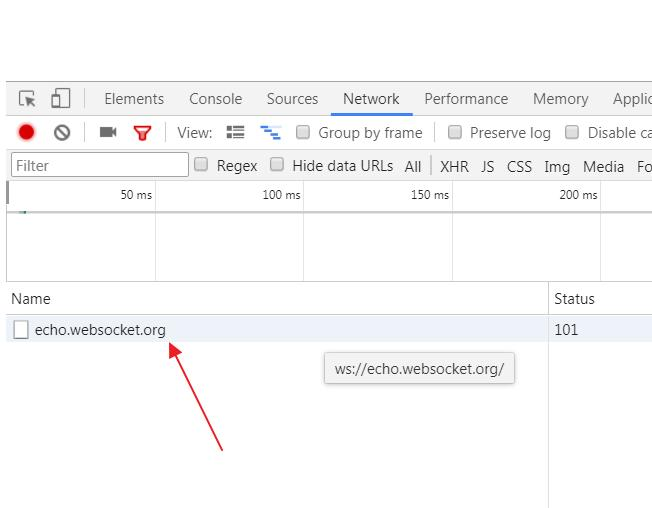 Elements Console Sources Network Performance Memory Applic
View: Group by frame Preserve log Disable ca
Filter Regex Hide data URLs All XHR JS CSS Img Media Fo
50 ms 100 ms 150 ms 200 ms
Name Status
echo.websocket.org 101
ws://echo.websocket.org/